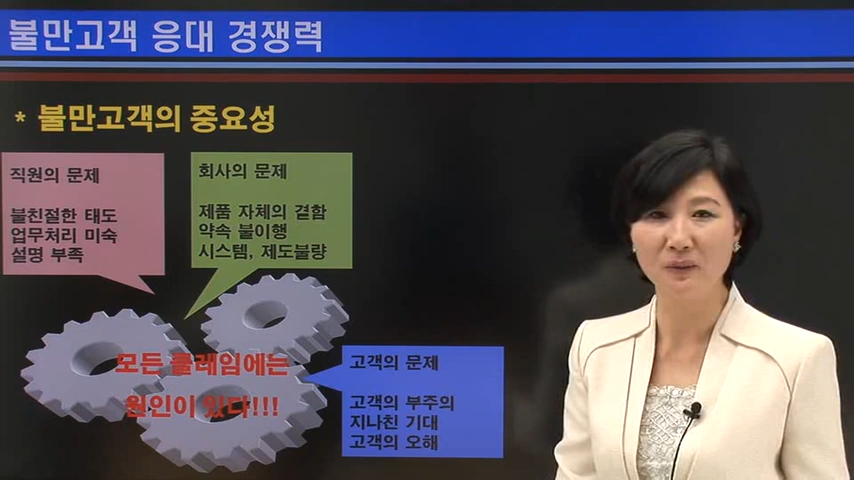 불만고객 응대 경쟁력
* 불만고객의 중요성
직원의 문제
불친절한 태도
업무처리 미숙
설명 부족
회사의 문제
제품 자체의 결함
약속 불이행
시스템, 제도불량
모든 클레임에는
원인이 있다!!!
고객의 문제
고객의 부주의
지나친 기대
고객의 오해